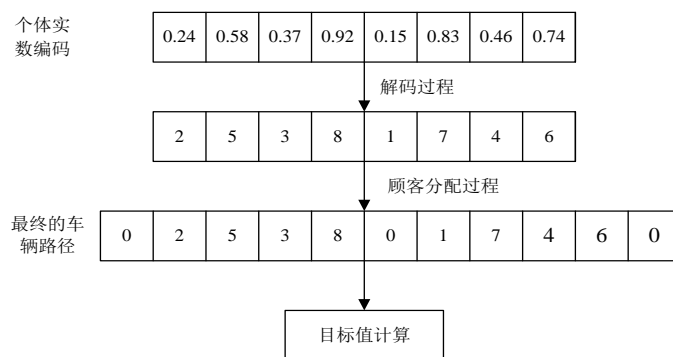 个体实
数编码
0.24 0.58 0.37 0.92 0.15 0.83 0.46 0.74
解码过程
2 5 3 8 1 7 4 6
顾客分配过程
最终的车
辆路径
0 2 5 3 8 0 1 7 4 6 0
目标值计算